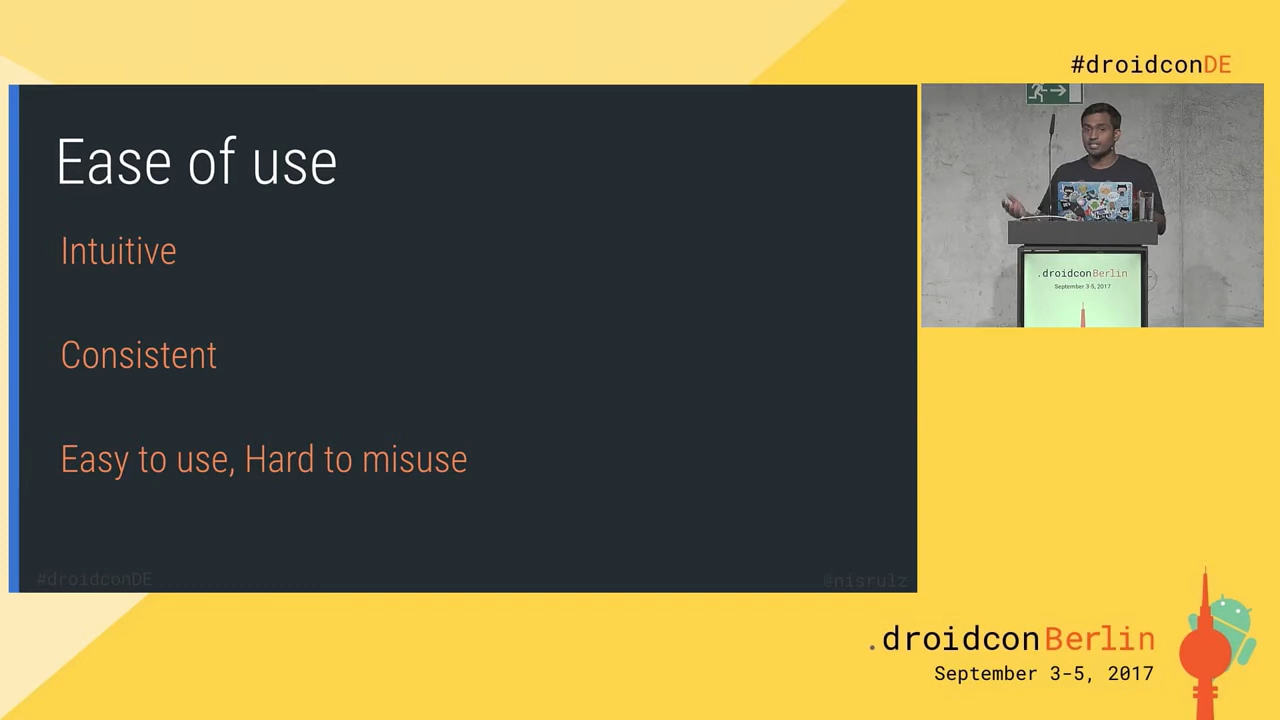 #droidconDE
Ease of use
Intuitive
Consistent
Easy to use, Hard to misuse
#droidconDE
@nisrulz
.droidconBerlin
September 3-5, 2017
.droidconBerlin
September 3-5, 2017